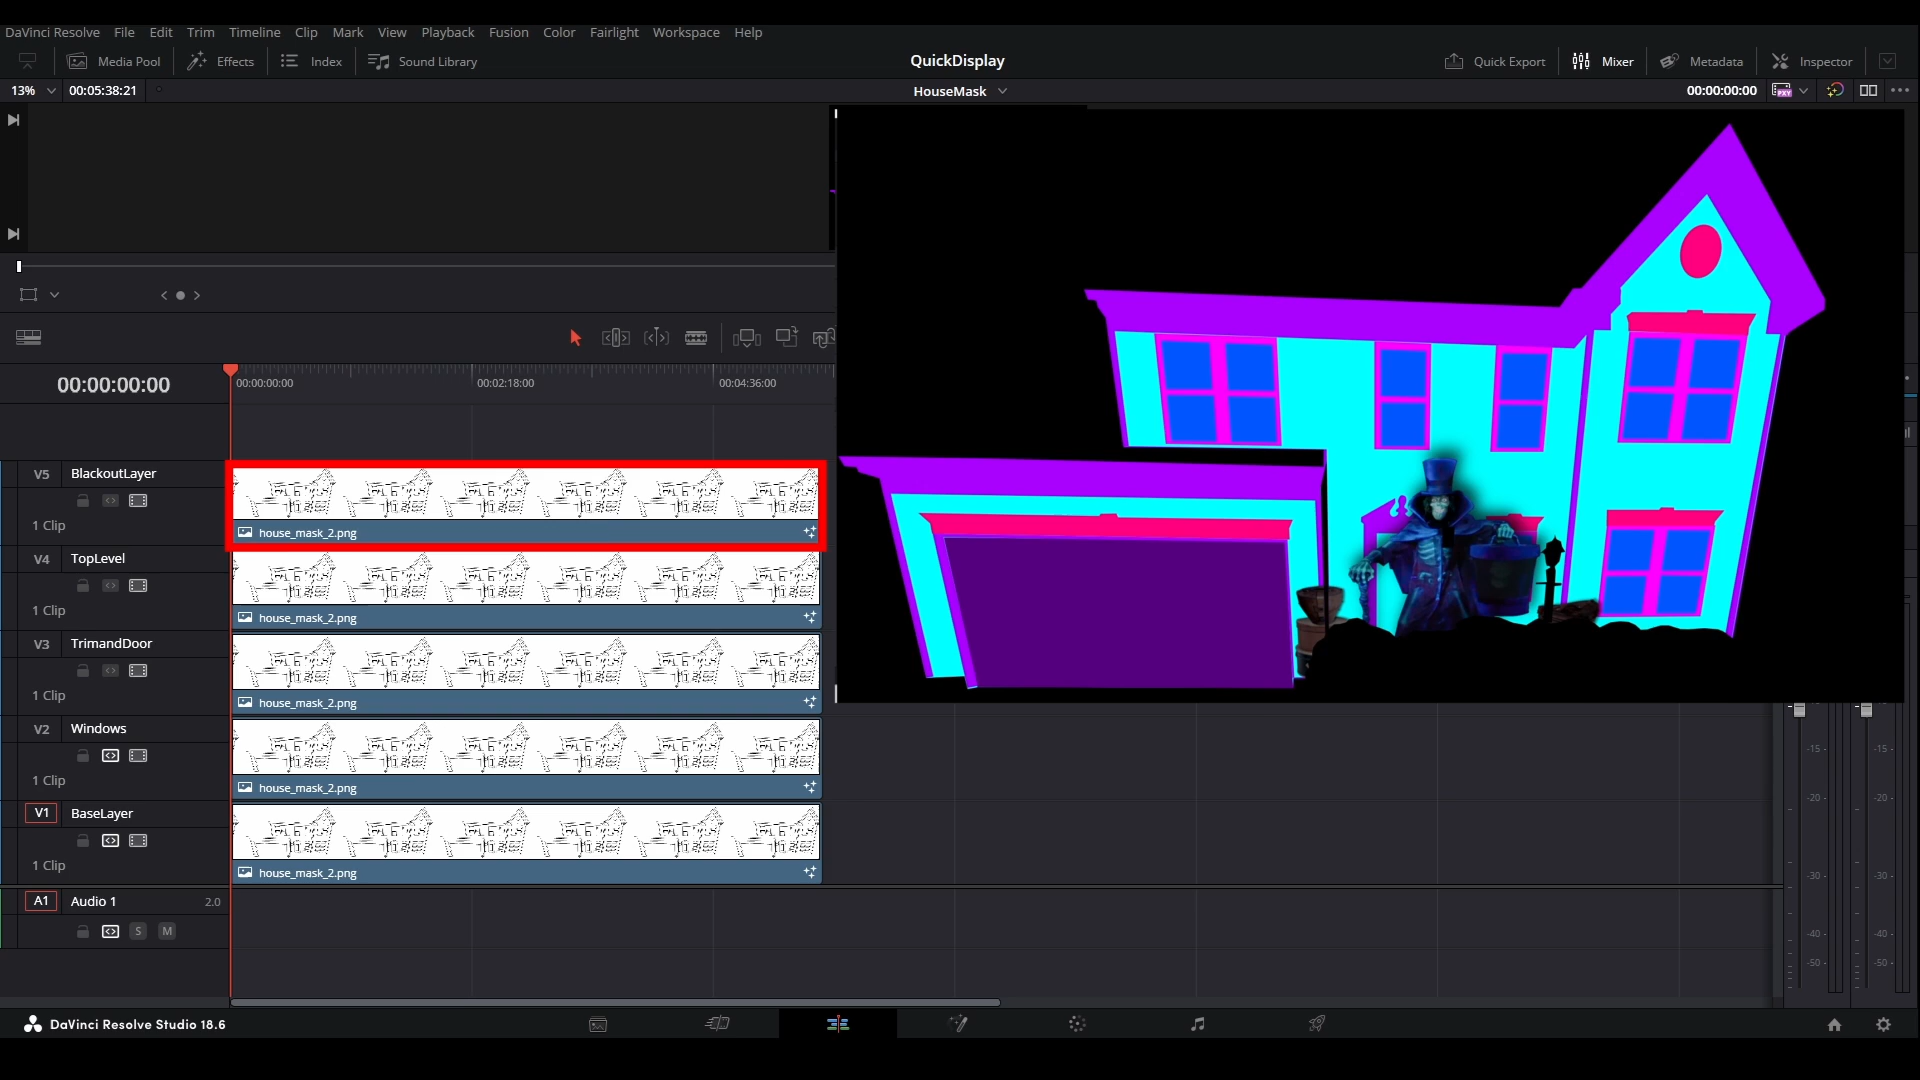 DaVinci Resolve File Edit Trim Timeline Clip Mark View Playback Fusion Color Fairlight Workspace Help
Media Pool Effects Index Sound Library QuickDisplay Quick Export Mixer Metadata Inspector
13% 00:05:38:21 HouseMask 00:00:00:00 PXY
00:00:00:00 00:00:00:00 00:02:18:00 00:04:36:00
V5 BlackoutLayer
1 Clip house_mask_2.png
V4 TopLevel
1 Clip house_mask_2.png
V3 TrimandDoor
1 Clip house_mask_2.png
V2 Windows
1 Clip house_mask_2.png
V1 BaseLayer
1 Clip house_mask_2.png
A1 Audio 1 2.0
S M
-15 -15
-20 -20
-30 -30
-40 -40
-50 -50
DaVinci Resolve Studio 18.6